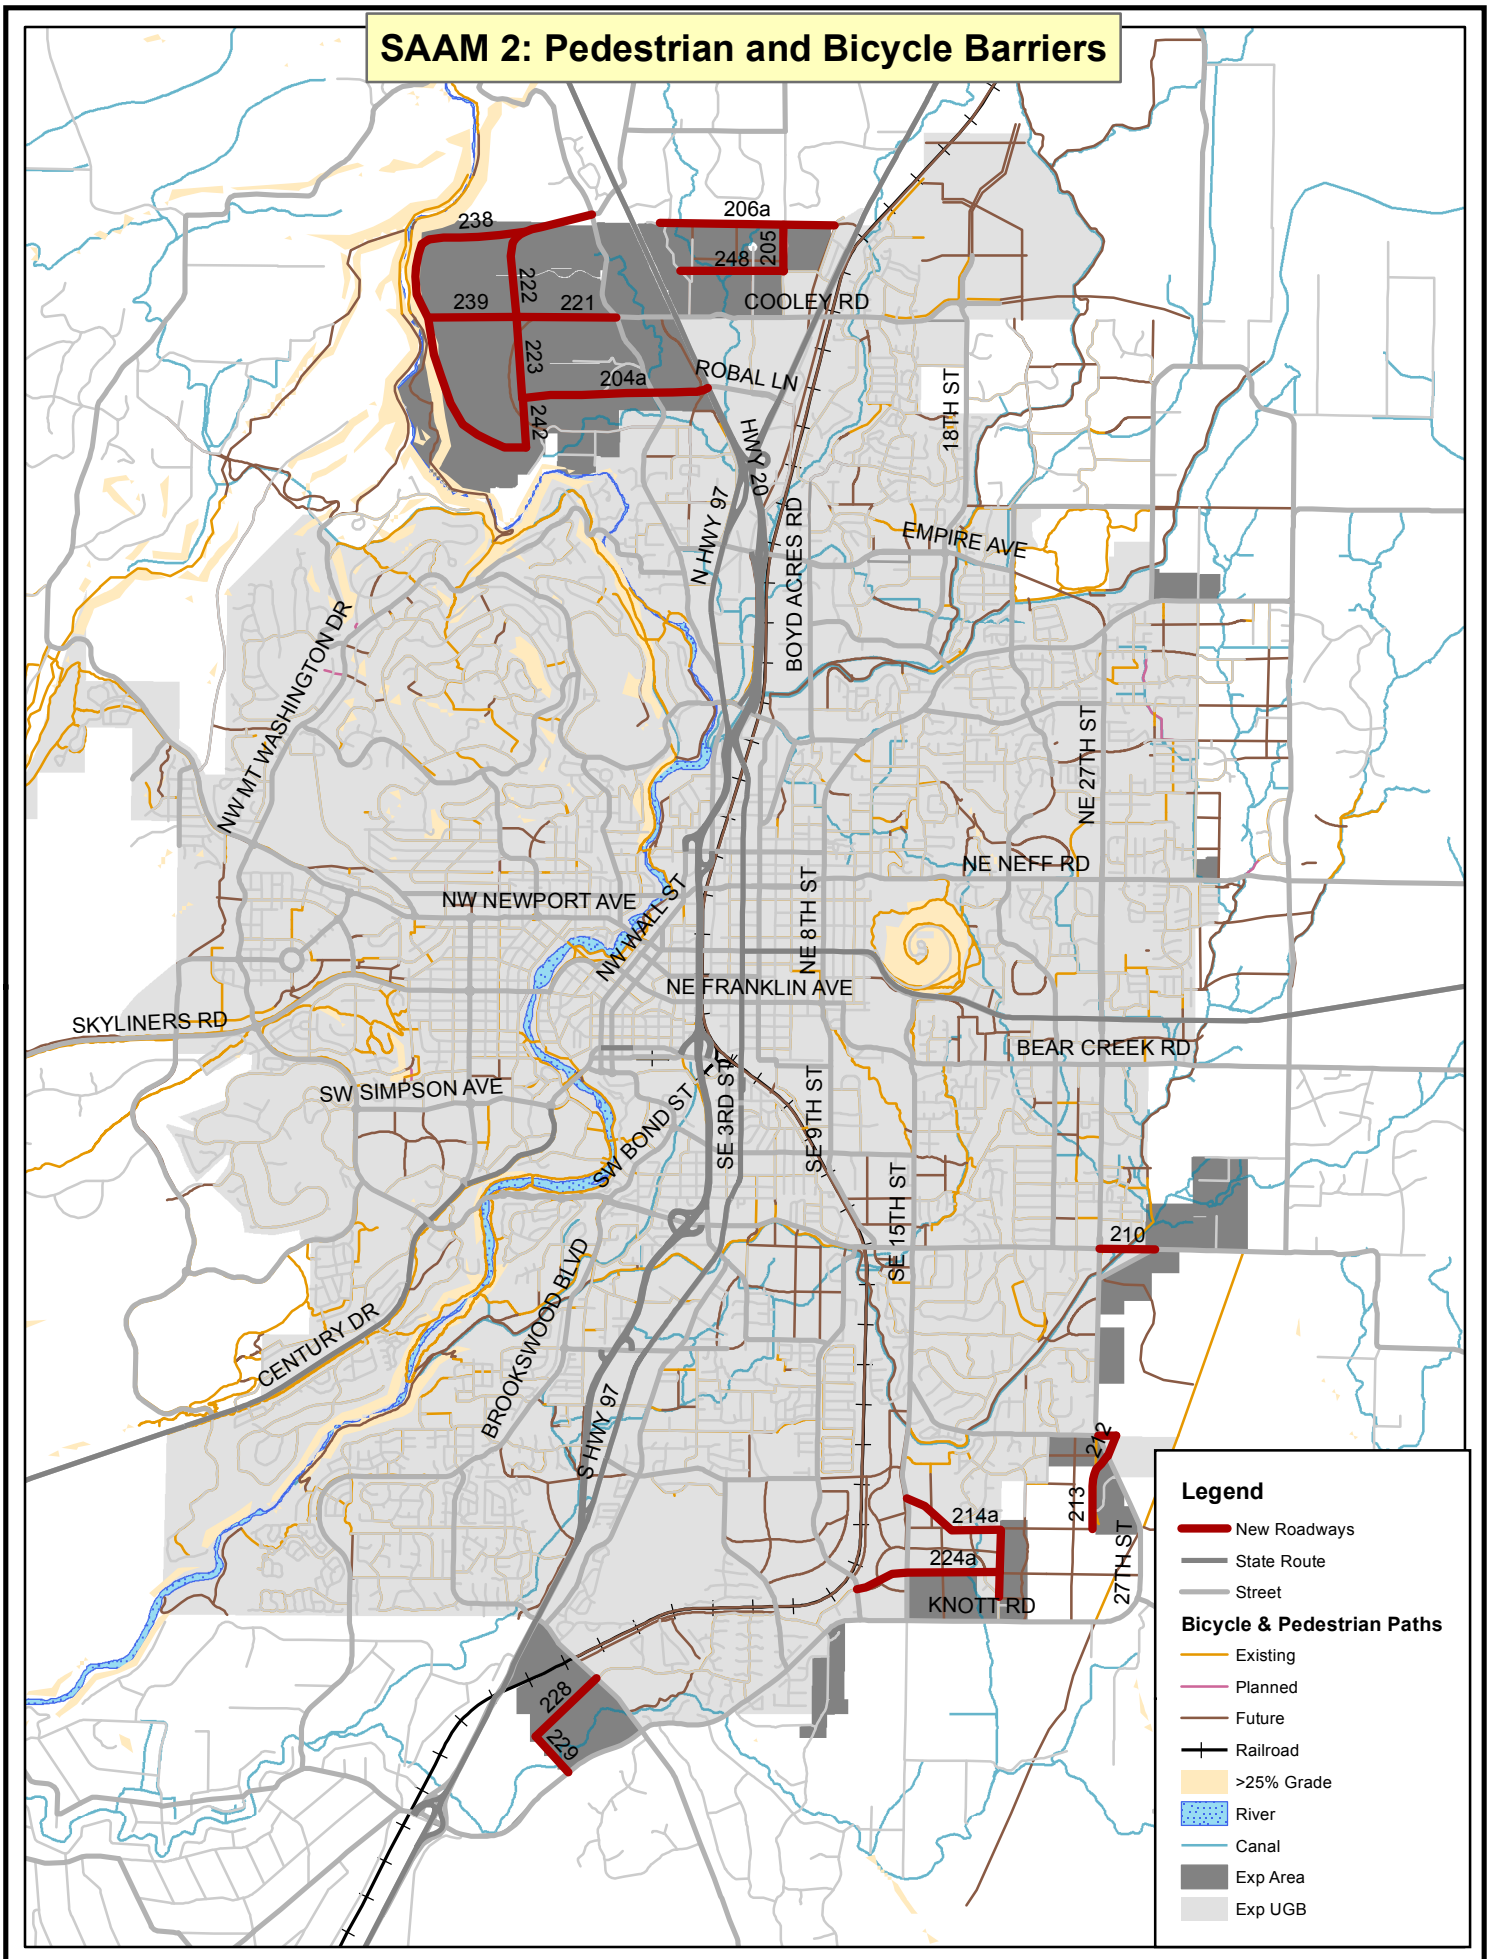 SAAM 2: Pedestrian and Bicycle Barriers
206a
238
205
248
222
239
221
COOLEY RD
223
204a
ROBAL LN
18TH ST
242
HWY 20
N HWY 97
BOYD ACRES RD
EMPIRE AVE
NW MT WASHINGTON DR
NE 27TH ST
NE NEFF RD
NW NEWPORT AVE
NW WALL ST
NE 8TH ST
NE FRANKLIN AVE
SKYLINERS RD
BEAR CREEK RD
SW SIMPSON AVE
SW BOND ST
SE 3RD ST
SE 9TH ST
SE 15TH ST
210
BROOKSWOOD BLVD
CENTURY DR
S HWY 97
212
213
214a
224a
27TH ST
KNOTT RD
228
229
Legend
New Roadways
State Route
Street
Bicycle & Pedestrian Paths
Existing
Planned
Future
Railroad
>25% Grade
River
Canal
Exp Area
Exp UGB